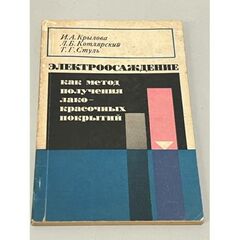 И.А.Крылова
Л.Б.Котлярский
Т.Г.Стуль
ЭЛЕКТРООСАЖДЕНИЕ
как метод
получения
лако-
красочных
покрытий